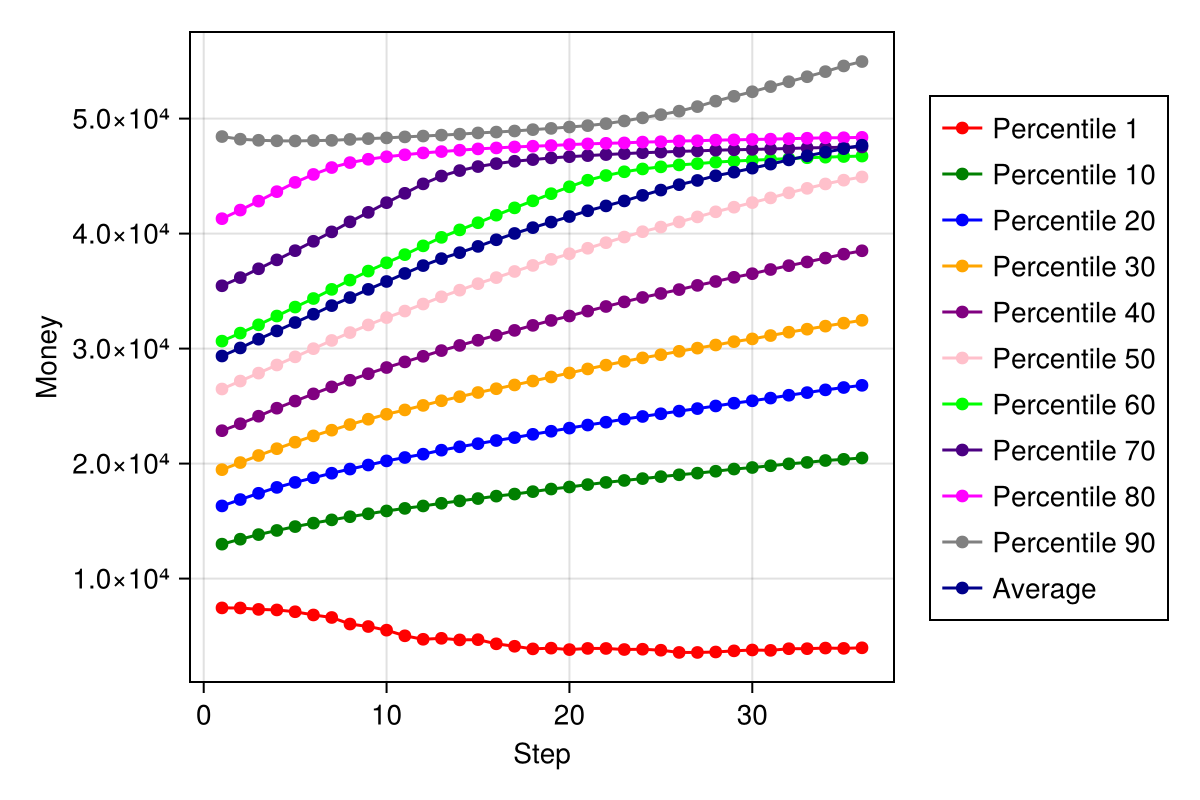 5.0×10⁴
4.0×10⁴
3.0×10⁴
2.0×10⁴
1.0×10⁴
Money
0 10 20 30
Step
Percentile 1
Percentile 10
Percentile 20
Percentile 30
Percentile 40
Percentile 50
Percentile 60
Percentile 70
Percentile 80
Percentile 90
Average